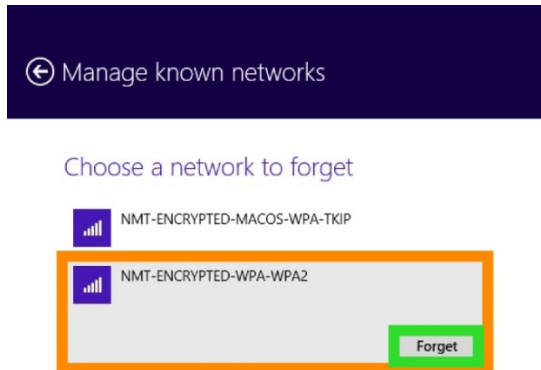 Manage known networks
Choose a network to forget
NMT-ENCRYPTED-MACOS-WPA-TKIP
NMT-ENCRYPTED-WPA-WPA2
Forget